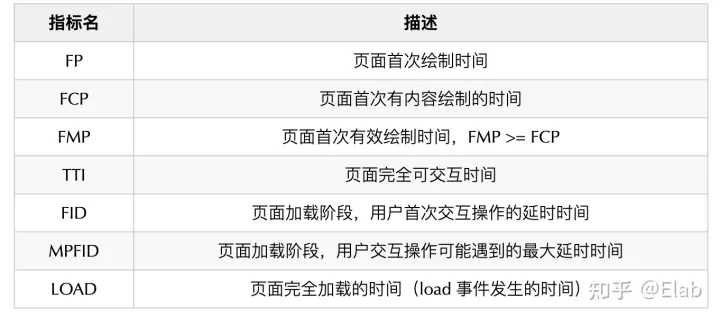 指标名 描述
FP 页面首次绘制时间
FCP 页面首次有内容绘制的时间
FMP 页面首次有效绘制时间，FMP >= FCP
TTI 页面完全可交互时间
FID 页面加载阶段，用户首次交互操作的延时时间
MPFID 页面加载阶段，用户交互操作可能遇到的最大延时时间
LOAD 页面完全加载的时间（load 事件发生的时间）
知乎 @Elab